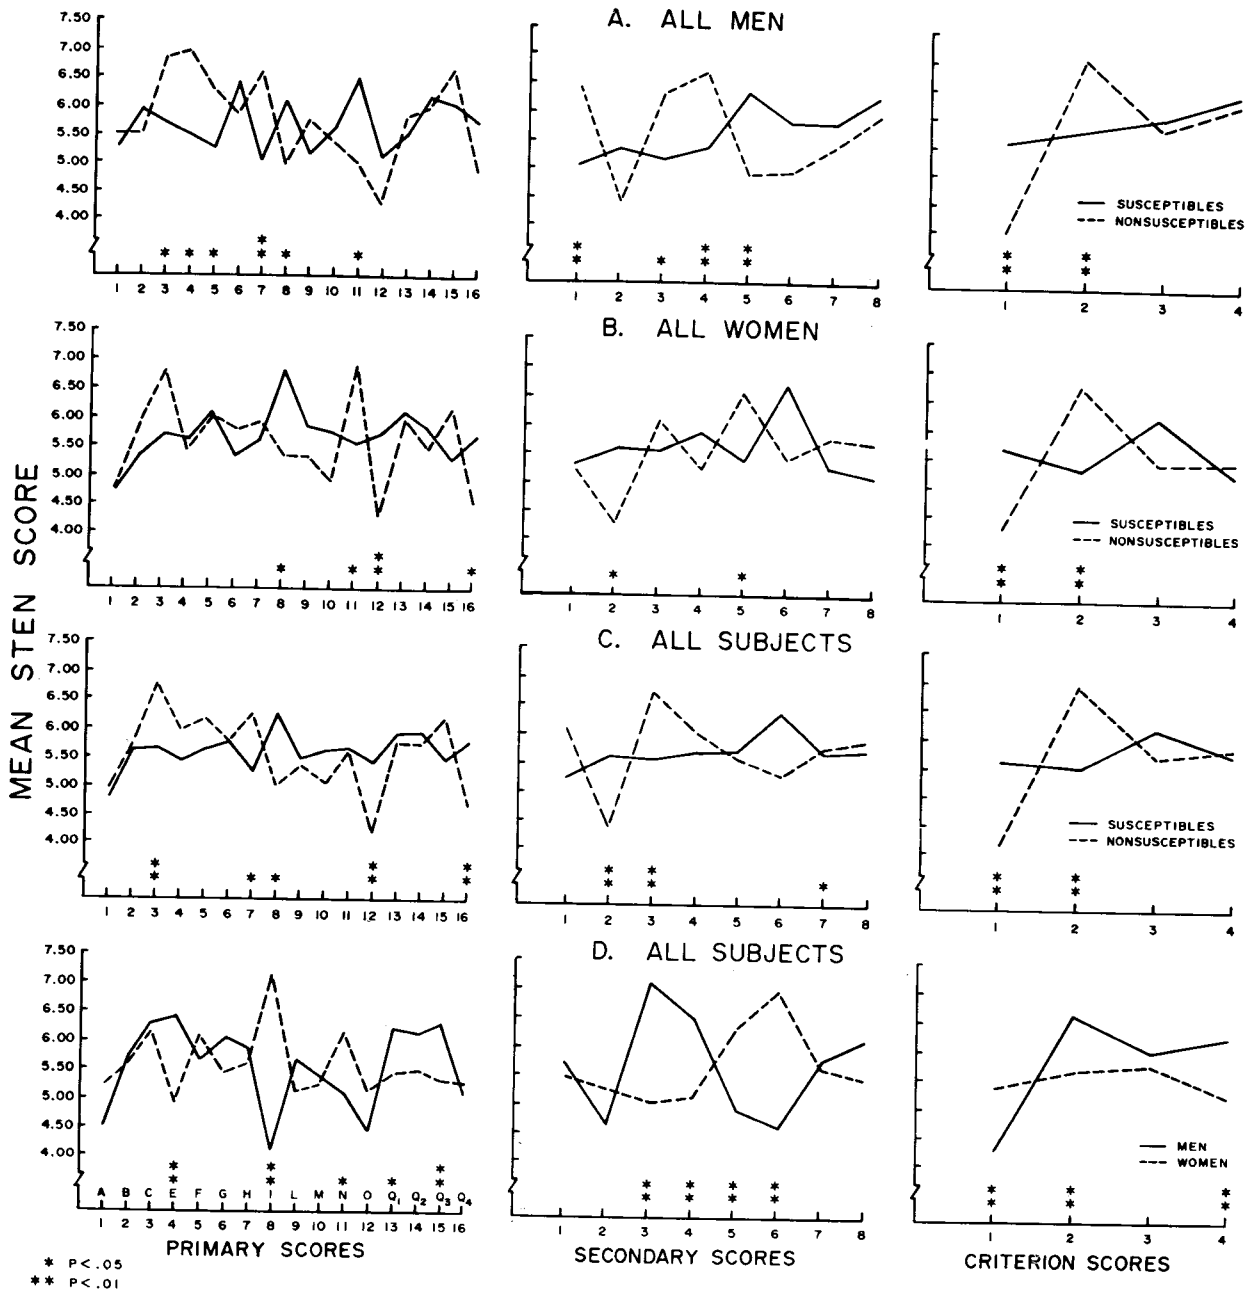 A. ALL MEN
7.50
7.00
6.50
6.00
5.50
5.00
4.50
4.00
SUSCEPTIBLES
NONSUSCEPTIBLES
* * * ** * * *
** * ** **
** **
1 2 3 4 5 6 7 8 9 10 11 12 13 14 15 16
1 2 3 4 5 6 7 8
1 2 3 4
B. ALL WOMEN
7.50
7.00
6.50
6.00
5.50
5.00
4.50
4.00
SUSCEPTIBLES
NONSUSCEPTIBLES
* * ** *
* *
** **
1 2 3 4 5 6 7 8 9 10 11 12 13 14 15 16
1 2 3 4 5 6 7 8
1 2 3 4
MEAN STEN SCORE
C. ALL SUBJECTS
7.50
7.00
6.50
6.00
5.50
5.00
4.50
4.00
SUSCEPTIBLES
NONSUSCEPTIBLES
** * * ** **
** ** *
** **
1 2 3 4 5 6 7 8 9 10 11 12 13 14 15 16
1 2 3 4 5 6 7 8
1 2 3 4
D. ALL SUBJECTS
7.50
7.00
6.50
6.00
5.50
5.00
4.50
4.00
MEN
WOMEN
** ** * * **
** ** ** **
** ** **
A B C E F G H I L M N O Q1 Q2 Q3 Q4
1 2 3 4 5 6 7 8 9 10 11 12 13 14 15 16
1 2 3 4 5 6 7 8
1 2 3 4
PRIMARY SCORES
SECONDARY SCORES
CRITERION SCORES
* P<.05
** P<.01